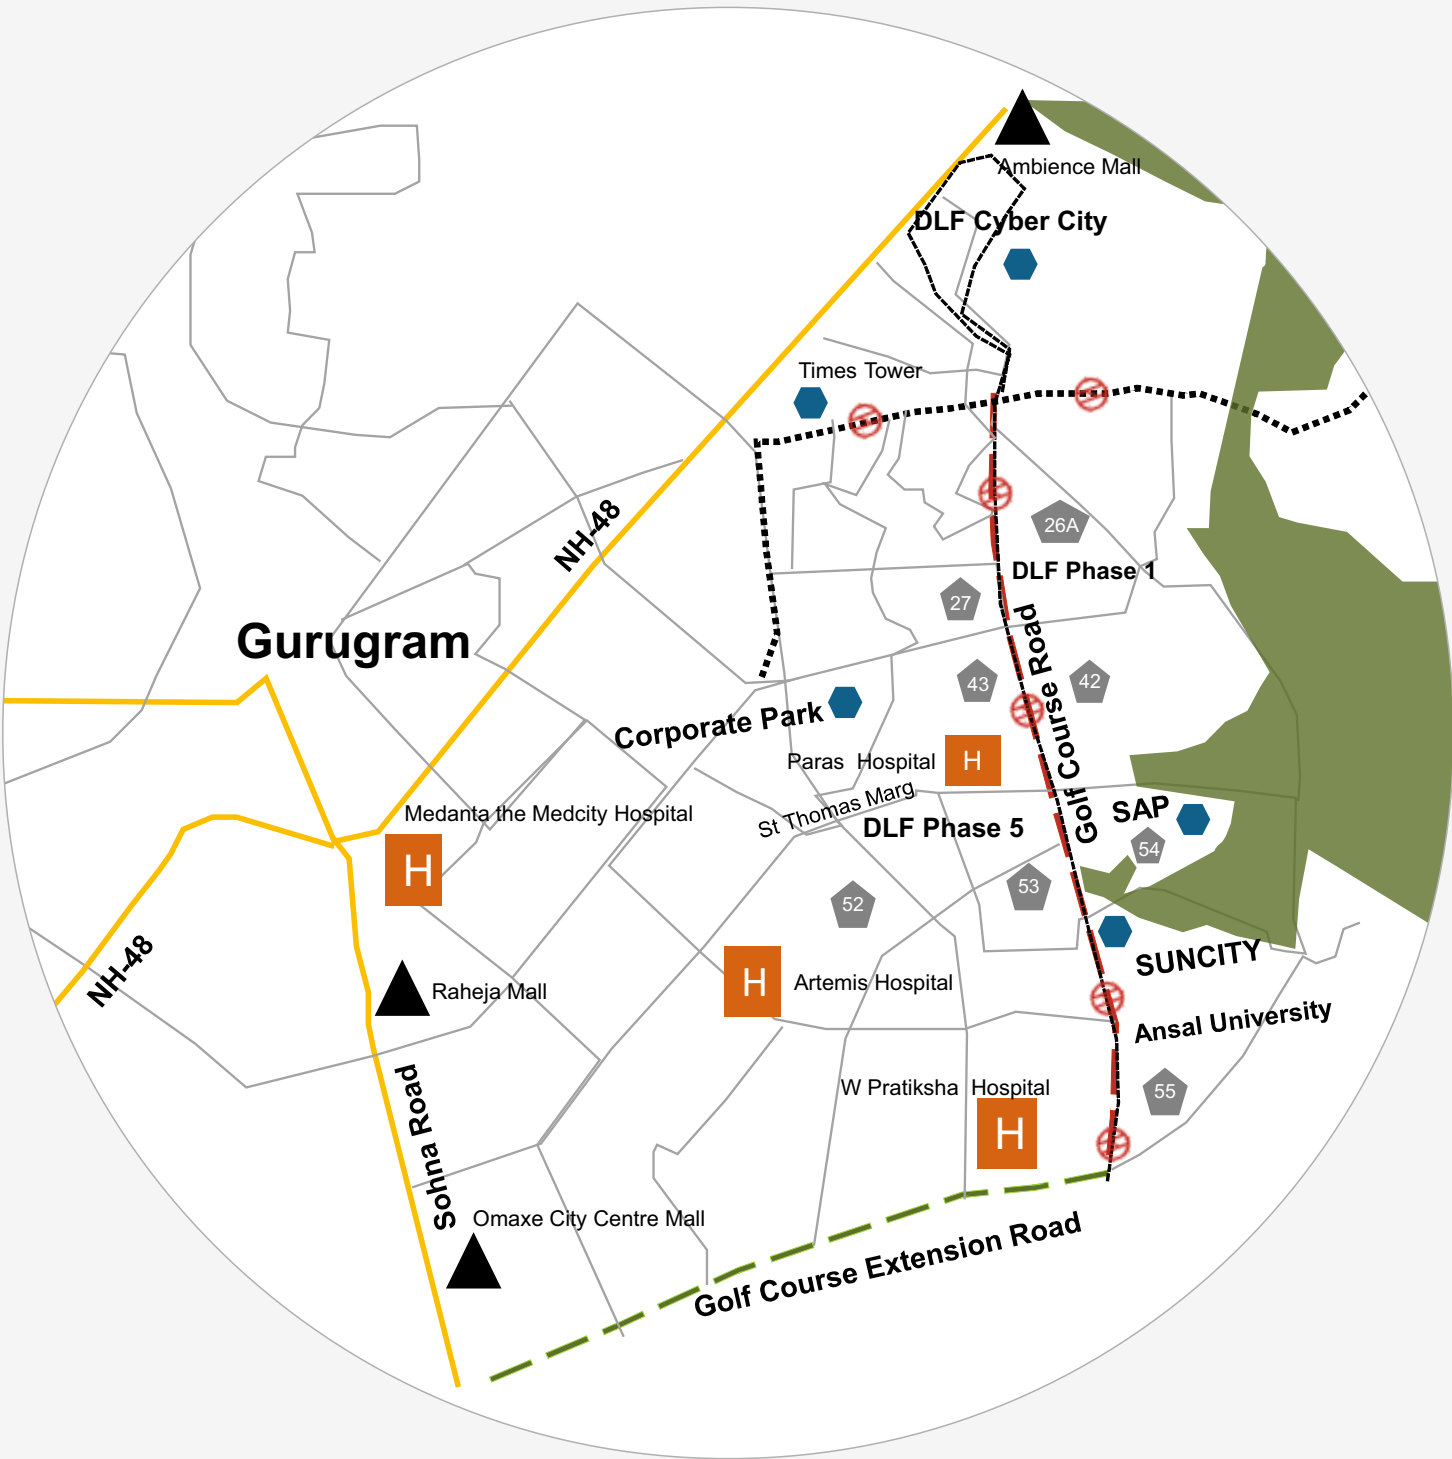 Ambience Mall
DLF Cyber City
Times Tower
NH-48
26A
DLF Phase 1
27
Gurugram
Golf Course Road
43
42
Corporate Park
Paras Hospital
H
Medanta the Medcity Hospital
St Thomas Marg
SAP
DLF Phase 5
54
H
53
52
NH-48
SUNCITY
H
Artemis Hospital
Raheja Mall
Ansal University
W Pratiksha Hospital
55
H
Sohna Road
Omaxe City Centre Mall
Golf Course Extension Road